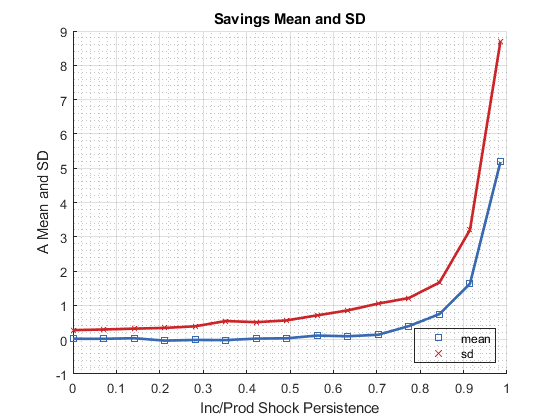 Savings Mean and SD
A Mean and SD
9
8
7
6
5
4
3
2
1
0
-1
mean
sd
0 0.1 0.2 0.3 0.4 0.5 0.6 0.7 0.8 0.9 1
Inc/Prod Shock Persistence